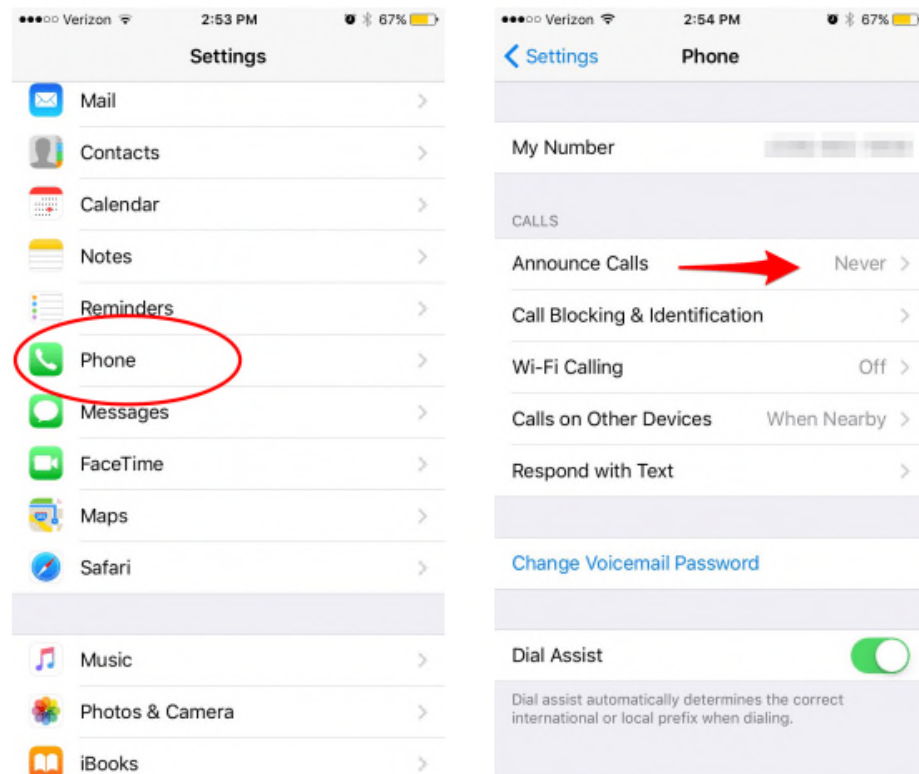 Verizon 2:53 PM 67%
Settings
Mail
Contacts
Calendar
Notes
Reminders
Phone
Messages
FaceTime
Maps
Safari
Music
Photos & Camera
iBooks
Verizon 2:54 PM 67%
Settings Phone
My Number
CALLS
Announce Calls Never
Call Blocking & Identification
Wi-Fi Calling Off
Calls on Other Devices When Nearby
Respond with Text
Change Voicemail Password
Dial Assist
Dial assist automatically determines the correct
international or local prefix when dialing.